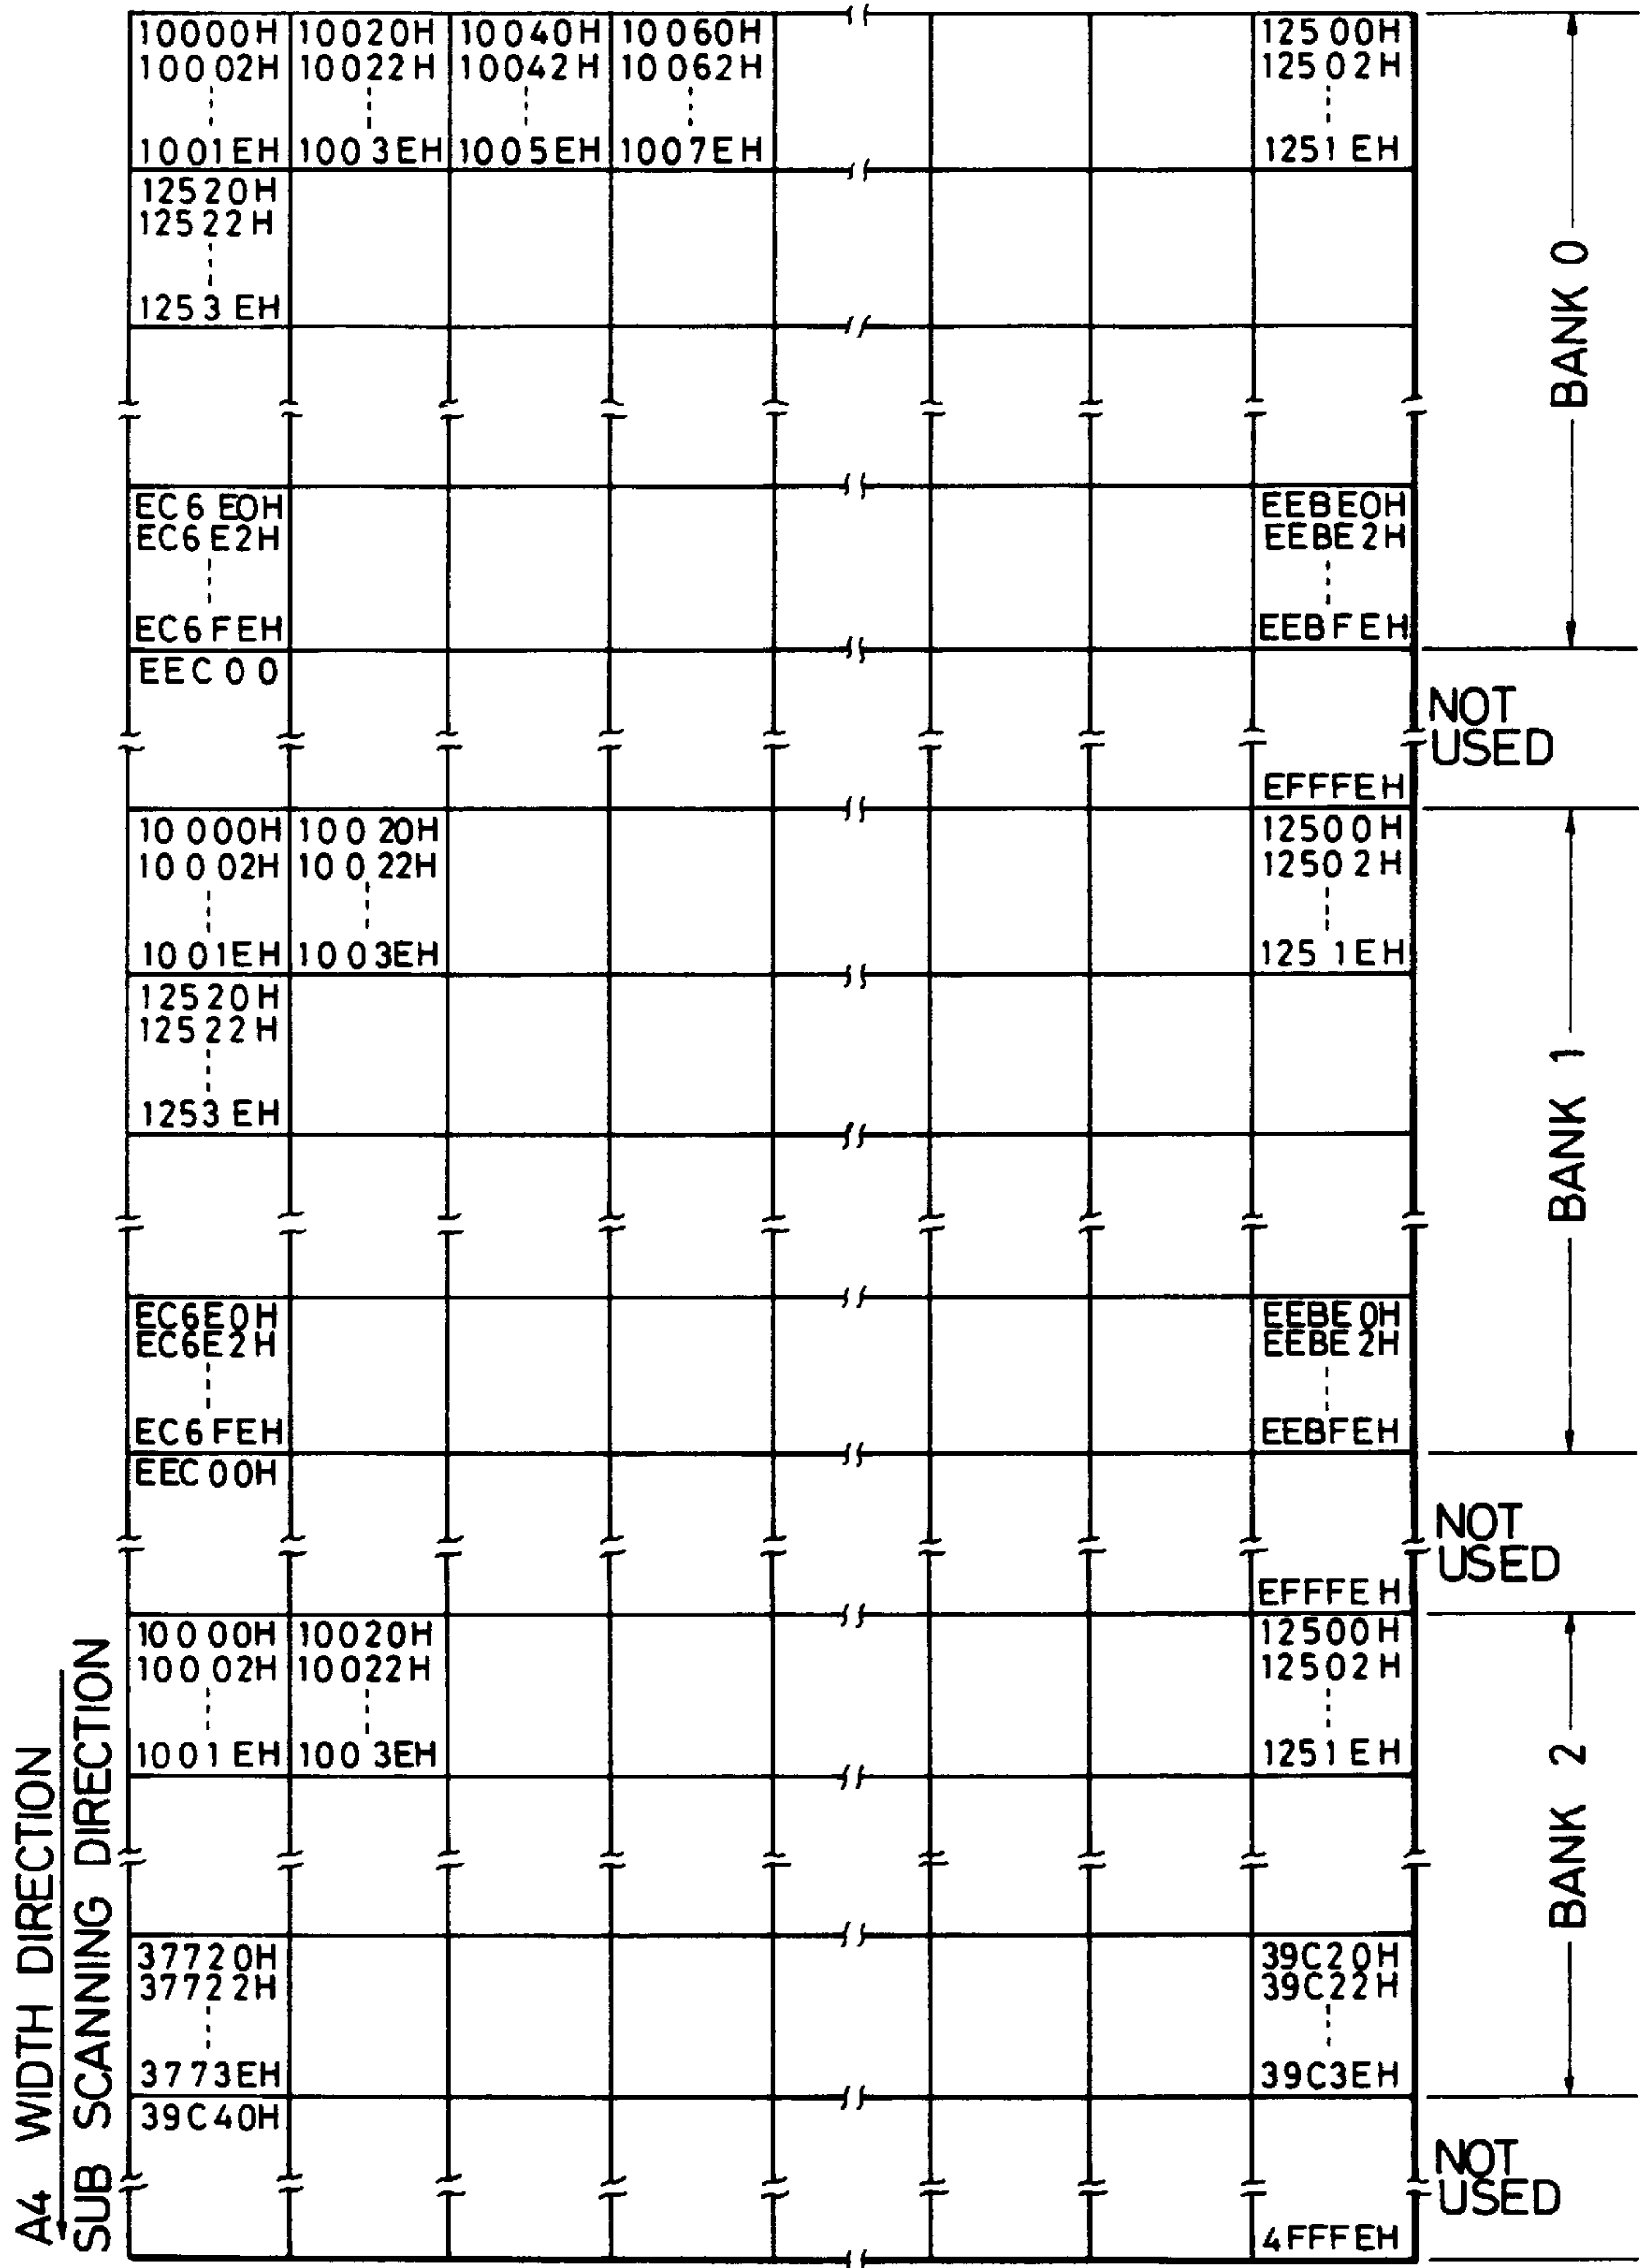 10000H 10020H 10040H 10060H 12500H
10002H 10022H 10042H 10062H 12502H
1001EH 1003EH 1005EH 1007EH 1251EH
12520H
12522H
1253EH
BANK 0
EC6E0H EEBE0H
EC6E2H EEBE2H
EC6FEH EEBFEH
EEC00
NOT
USED
EFFFEH
10000H 10020H 12500H
10002H 10022H 12502H
1001EH 1003EH 1251EH
12520H
12522H
1253EH
BANK 1
EC6E0H EEBE0H
EC6E2H EEBE2H
EC6FEH EEBFEH
EEC00H
NOT
USED
EFFFEH
10000H 10020H 12500H
10002H 10022H 12502H
1001EH 1003EH 1251EH
BANK 2
37720H 39C20H
37722H 39C22H
3773EH 39C3EH
39C40H
NOT
USED
4FFFEH
A4 WIDTH DIRECTION
SUB SCANNING DIRECTION